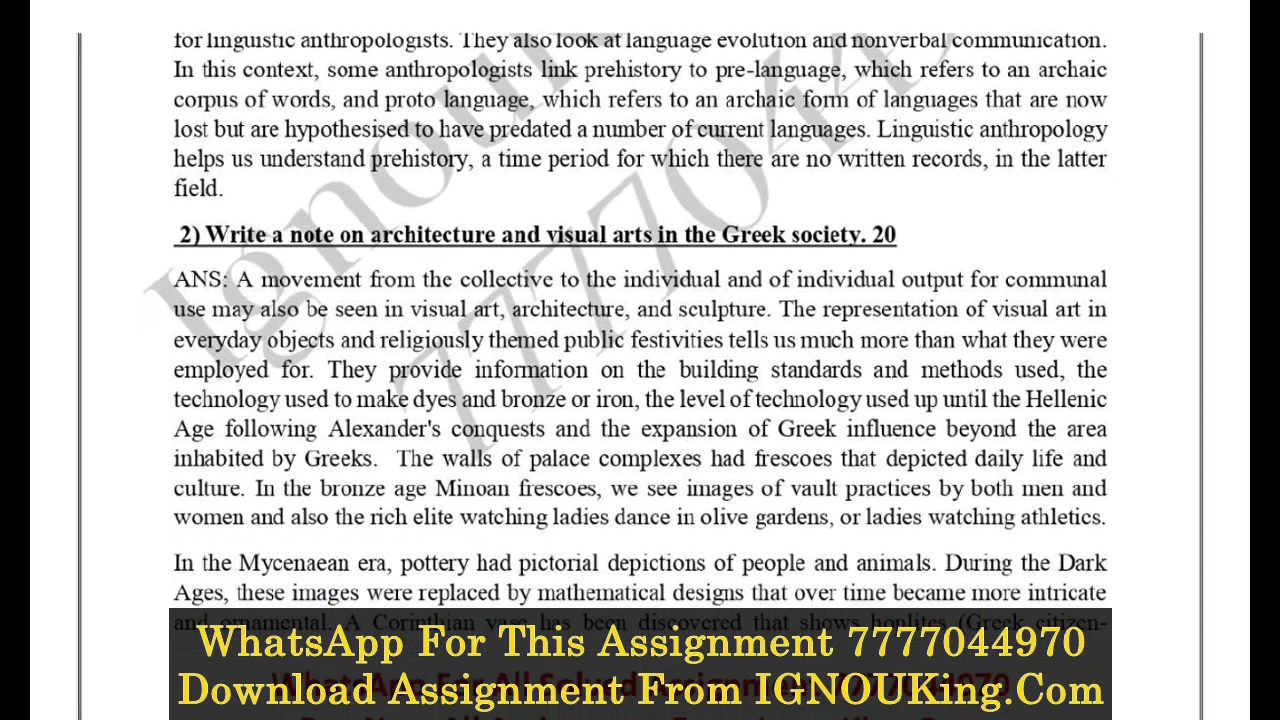 for linguistic anthropologists. They also look at language evolution and nonverbal communication.
In this context, some anthropologists link prehistory to pre-language, which refers to an archaic
corpus of words, and proto language, which refers to an archaic form of languages that are now
lost but are hypothesised to have predated a number of current languages. Linguistic anthropology
helps us understand prehistory, a time period for which there are no written records, in the latter
field.
2) Write a note on architecture and visual arts in the Greek society. 20
ANS: A movement from the collective to the individual and of individual output for communal
use may also be seen in visual art, architecture, and sculpture. The representation of visual art in
everyday objects and religiously themed public festivities tells us much more than what they were
employed for. They provide information on the building standards and methods used, the
technology used to make dyes and bronze or iron, the level of technology used up until the Hellenic
Age following Alexander's conquests and the expansion of Greek influence beyond the area
inhabited by Greeks. The walls of palace complexes had frescoes that depicted daily life and
culture. In the bronze age Minoan frescoes, we see images of vault practices by both men and
women and also the rich elite watching ladies dance in olive gardens, or ladies watching athletics.
In the Mycenaean era, pottery had pictorial depictions of people and animals. During the Dark
Ages, these images were replaced by mathematical designs that over time became more intricate
and ornamental. A Corinthian vase has been discovered that shows hoplites (Greek citizen-
WhatsApp For This Assignment 7777044970
Download Assignment From IGNOUKing.Com